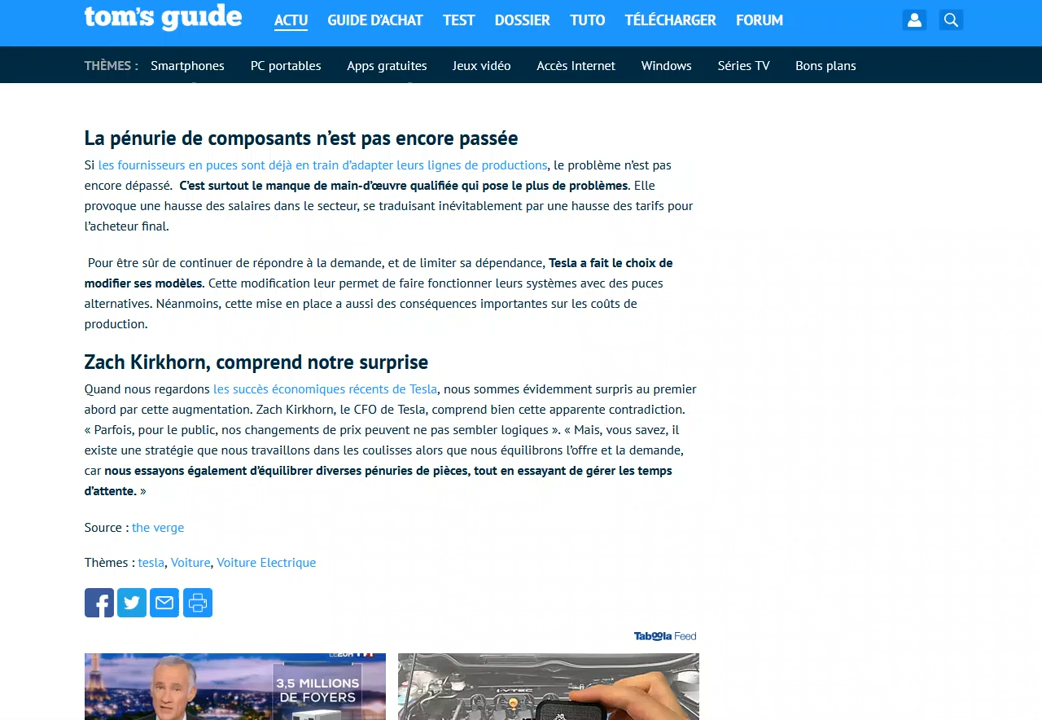 tom's guide ACTU GUIDE D'ACHAT TEST DOSSIER TUTO TÉLÉCHARGER FORUM
THÈMES : Smartphones PC portables Apps gratuites Jeux vidéo Accès Internet Windows Séries TV Bons plans
La pénurie de composants n'est pas encore passée
Si les fournisseurs en puces sont déjà en train d'adapter leurs lignes de productions, le problème n'est pas
encore dépassé. C'est surtout le manque de main-d'œuvre qualifiée qui pose le plus de problèmes. Elle
provoque une hausse des salaires dans le secteur, se traduisant inévitablement par une hausse des tarifs pour
l'acheteur final.
Pour être sûr de continuer de répondre à la demande, et de limiter sa dépendance, Tesla a fait le choix de
modifier ses modèles. Cette modification leur permet de faire fonctionner leurs systèmes avec des puces
alternatives. Néanmoins, cette mise en place a aussi des conséquences importantes sur les coûts de
production.
Zach Kirkhorn, comprend notre surprise
Quand nous regardons les succès économiques récents de Tesla, nous sommes évidemment surpris au premier
abord par cette augmentation. Zach Kirkhorn, le CFO de Tesla, comprend bien cette apparente contradiction.
« Parfois, pour le public, nos changements de prix peuvent ne pas sembler logiques ». « Mais, vous savez, il
existe une stratégie que nous travaillons dans les coulisses alors que nous équilibrons l'offre et la demande,
car nous essayons également d'équilibrer diverses pénuries de pièces, tout en essayant de gérer les temps
d'attente. »
Source : the verge
Thèmes : tesla, Voiture, Voiture Electrique
Taboola Feed
3,5 MILLIONS
DE FOYERS
i-VTEC